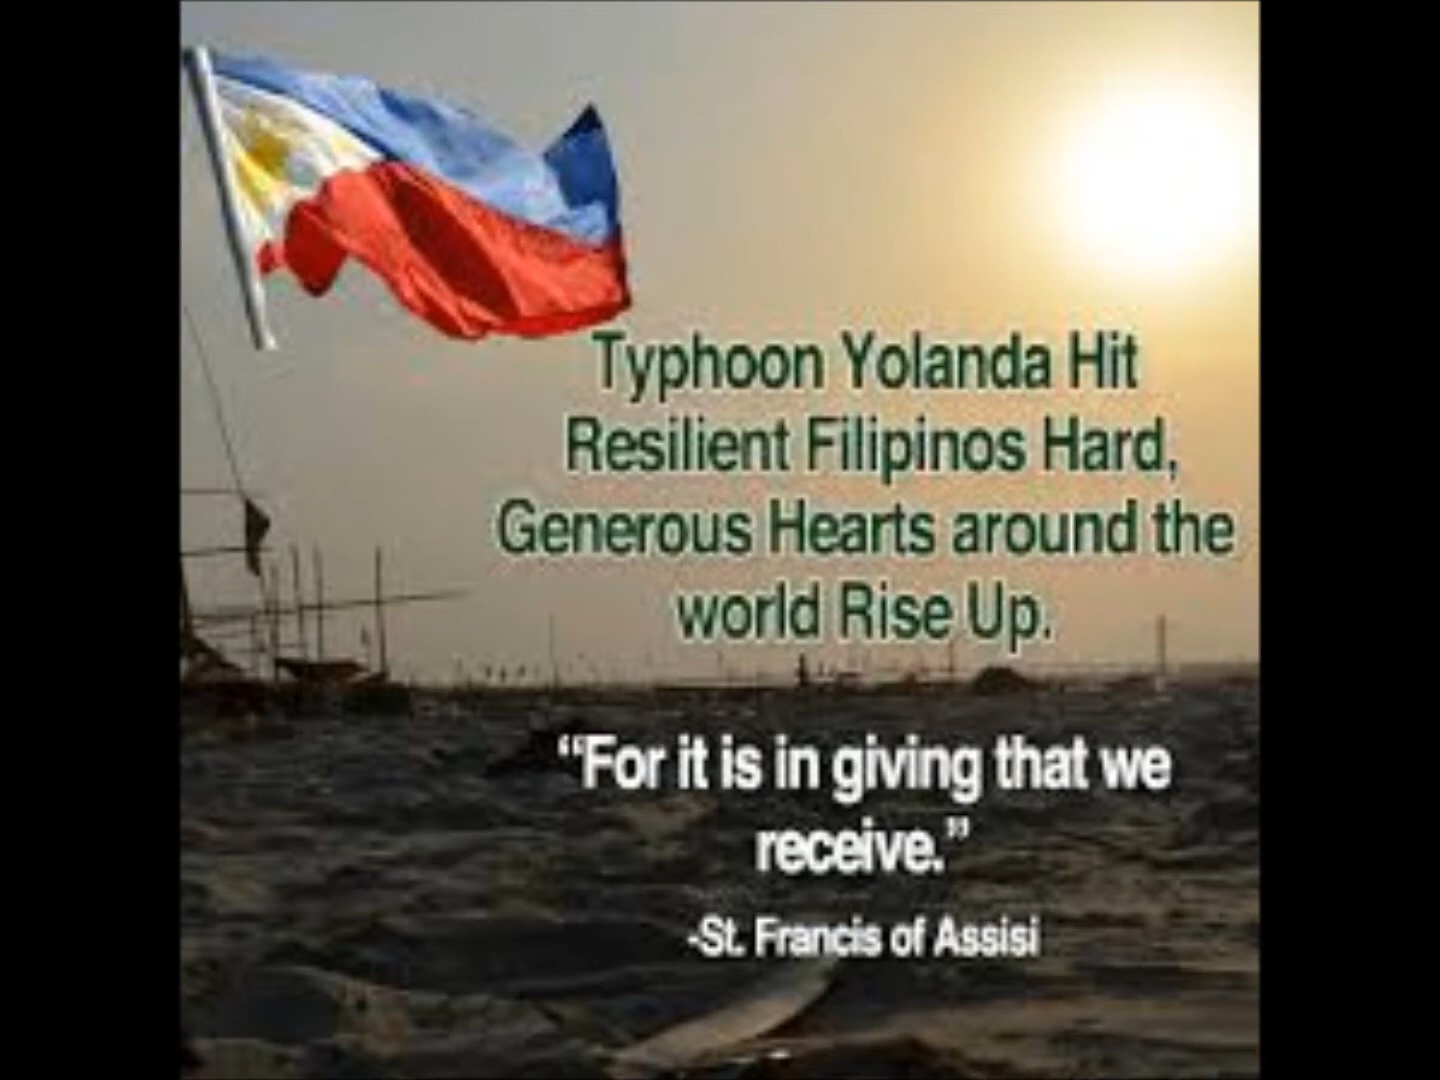 Typhoon Yolanda Hit
Resilient Filipinos Hard,
Generous Hearts around the
world Rise Up.
“For it is in giving that we
receive.”
-St. Francis of Assisi